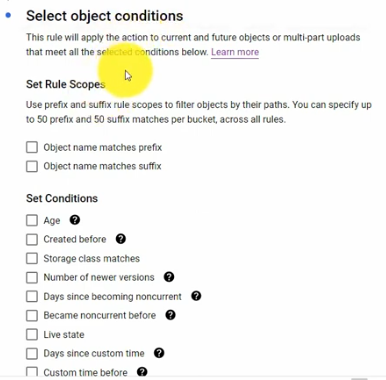 Select object conditions
This rule will apply the action to current and future objects or multi-part uploads
that meet all the selected conditions below. Learn more
Set Rule Scopes
Use prefix and suffix rule scopes to filter objects by their paths. You can specify up
to 50 prefix and 50 suffix matches per bucket, across all rules.
Object name matches prefix
Object name matches suffix
Set Conditions
Age ?
Created before ?
Storage class matches
Number of newer versions ?
Days since becoming noncurrent ?
Became noncurrent before ?
Live state
Days since custom time ?
Custom time before ?